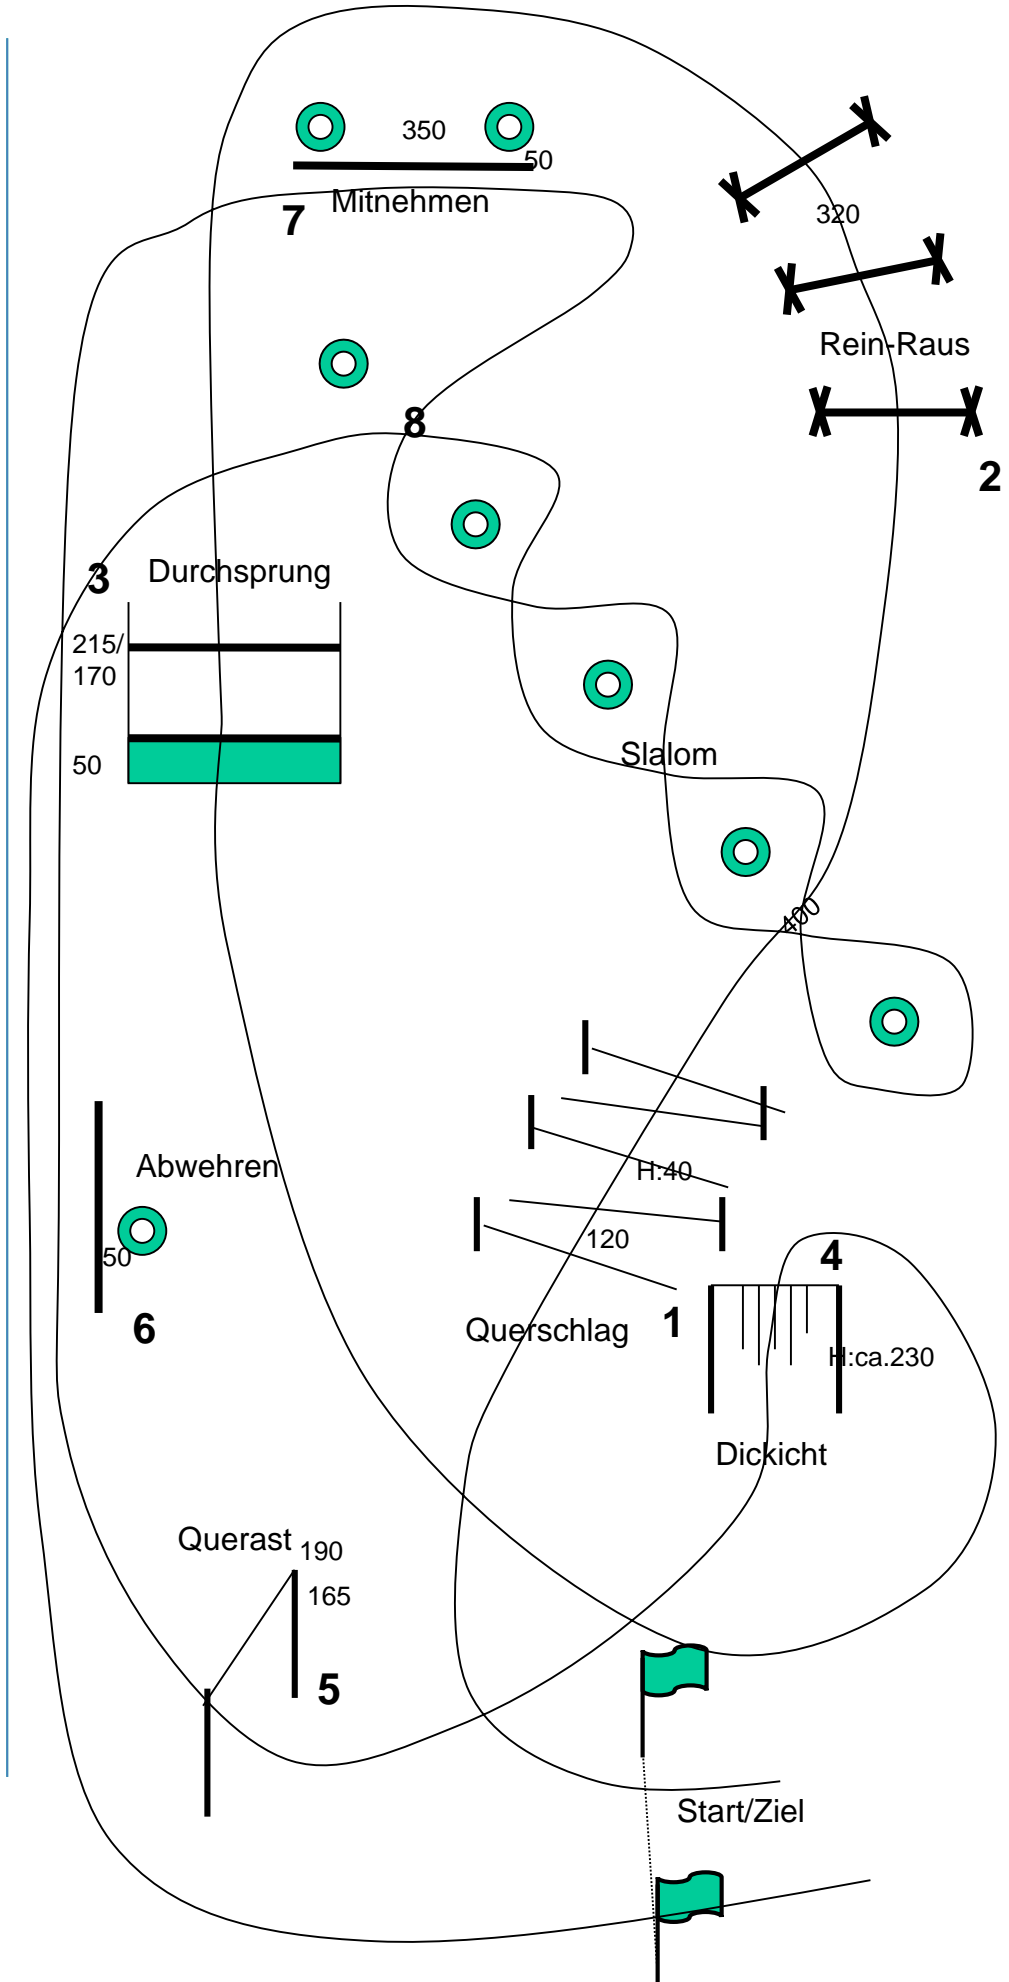 350
50
Mitnehmen
7
320
Rein-Raus
2
8
3
Durchsprung
215/
170
50
Slalom
400
H:40
120
Querschlag
1
4
H:ca.230
Dickicht
Abwehren
50
6
Querast
190
165
5
Start/Ziel